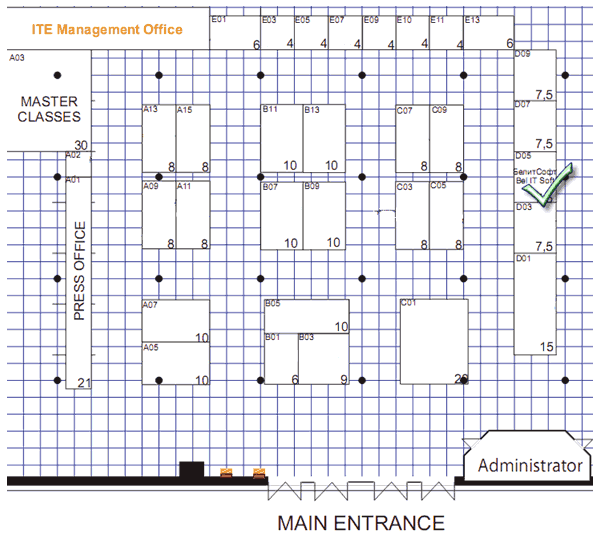 ITE Management Office
E01
E03
E05
E07
E09
E10
E11
E13
6
4
4
4
4
4
4
6
A03
MASTER
CLASSES
30
D09
7,5
D07
7,5
D05
БелитСофт
Bel IT Soft
D03
7,5
D01
15
A13
A15
8
8
B11
B13
10
10
C07
C09
8
8
A02
A01
PRESS OFFICE
21
A09
A11
8
8
B07
B09
10
10
C03
C05
8
8
A07
10
A05
10
B05
10
B01
B03
6
9
C01
20
Administrator
MAIN ENTRANCE